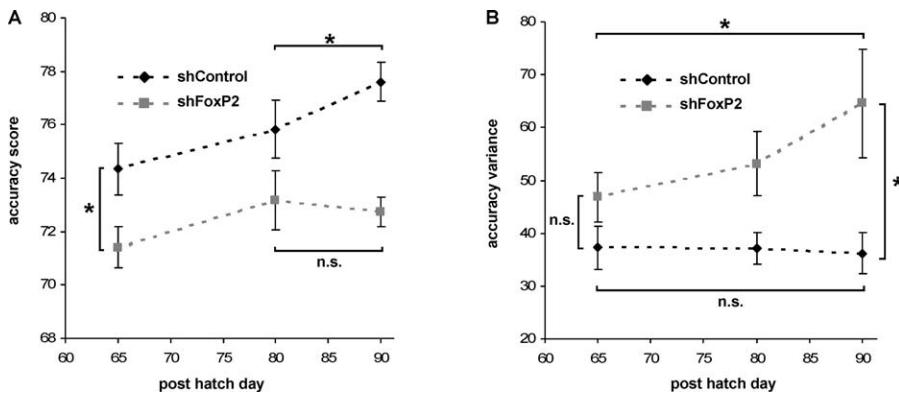 A
80
78
76
74
72
70
68
accuracy score
shControl
shFoxP2
*
*
n.s.
60 65 70 75 80 85 90
post hatch day
B
80
70
60
50
40
30
20
accuracy variance
*
shControl
shFoxP2
n.s.
*
n.s.
60 65 70 75 80 85 90
post hatch day